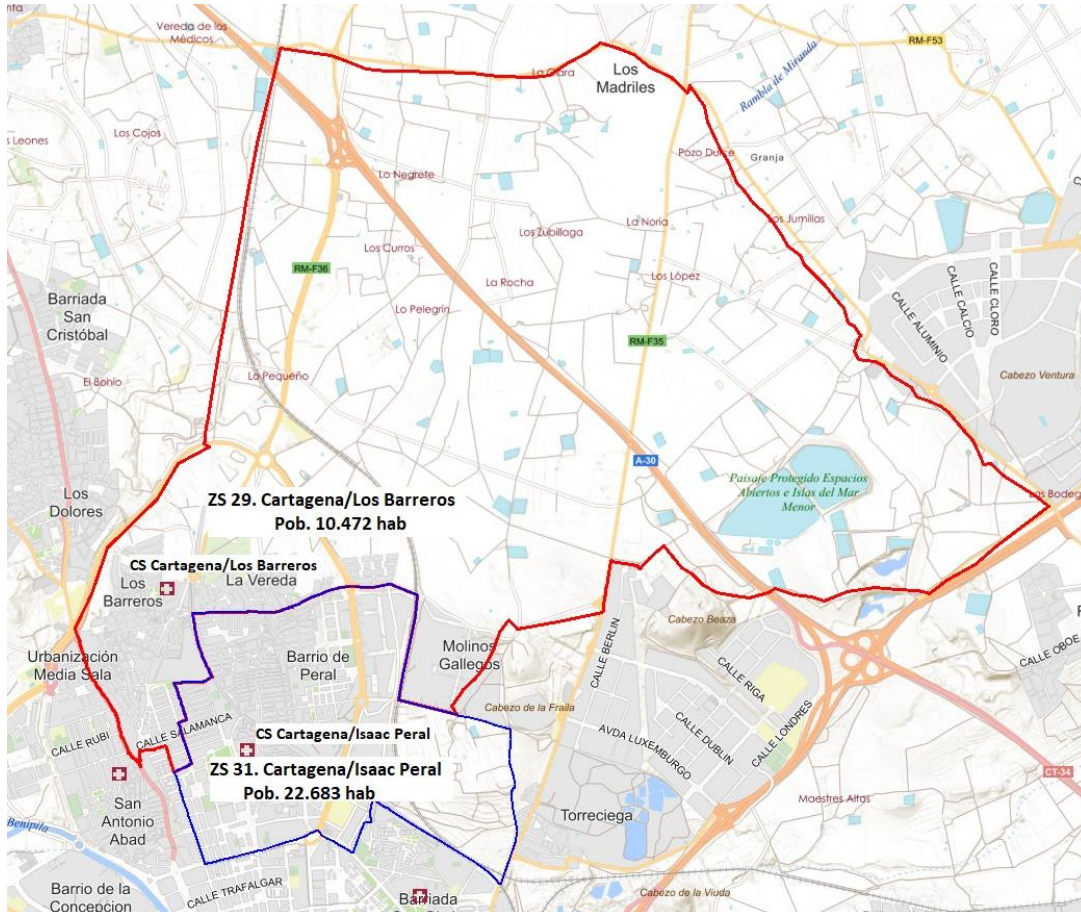 Vereda de los
Médicos
RM-F53
La Clara
Los
Madriles
Rambla de Miranda
Los Cojos
s Leones
Pozo Dulce
Granja
Lo Negrete
Los Jumillas
La Noria
Los Zubillaga
Los Curros
RM-F36
Los López
La Rocha
CALLE CALCIO
CALLE CLORO
CALLE ALUMINIO
Barriada
San
Cristóbal
Lo Pelegrín
RM-F35
El Bohío
Lo Pequeño
Cabezo Ventura
A-30
Paisaje Protegido Espacios
Abiertos e Islas del Mar
Menor
Las Bodeg
Los
Dolores
ZS 29. Cartagena/Los Barreros
Pob. 10.472 hab
CS Cartagena/Los Barreros
Los
Barreros
La Vereda
Cabezo Beaza
CALLE BERLIN
CALLE OBOE
Urbanización
Media Sala
Barrio de
Peral
Molinos
Gallegos
CALLE RIGA
Cabezo de la Fraila
CALLE SALAMANCA
CALLE RUBI
CS Cartagena/Isaac Peral
AVDA LUXEMBURGO
CALLE DUBLIN
CALLE LONDRES
ZS 31. Cartagena/Isaac Peral
Pob. 22.683 hab
CT-34
San
Antonio
Abad
Torreciega
Maestres Altos
Benipila
CALLE TRAFALGAR
Barrio de la
Concepcion
Barriada
Cabezo de la Viuda